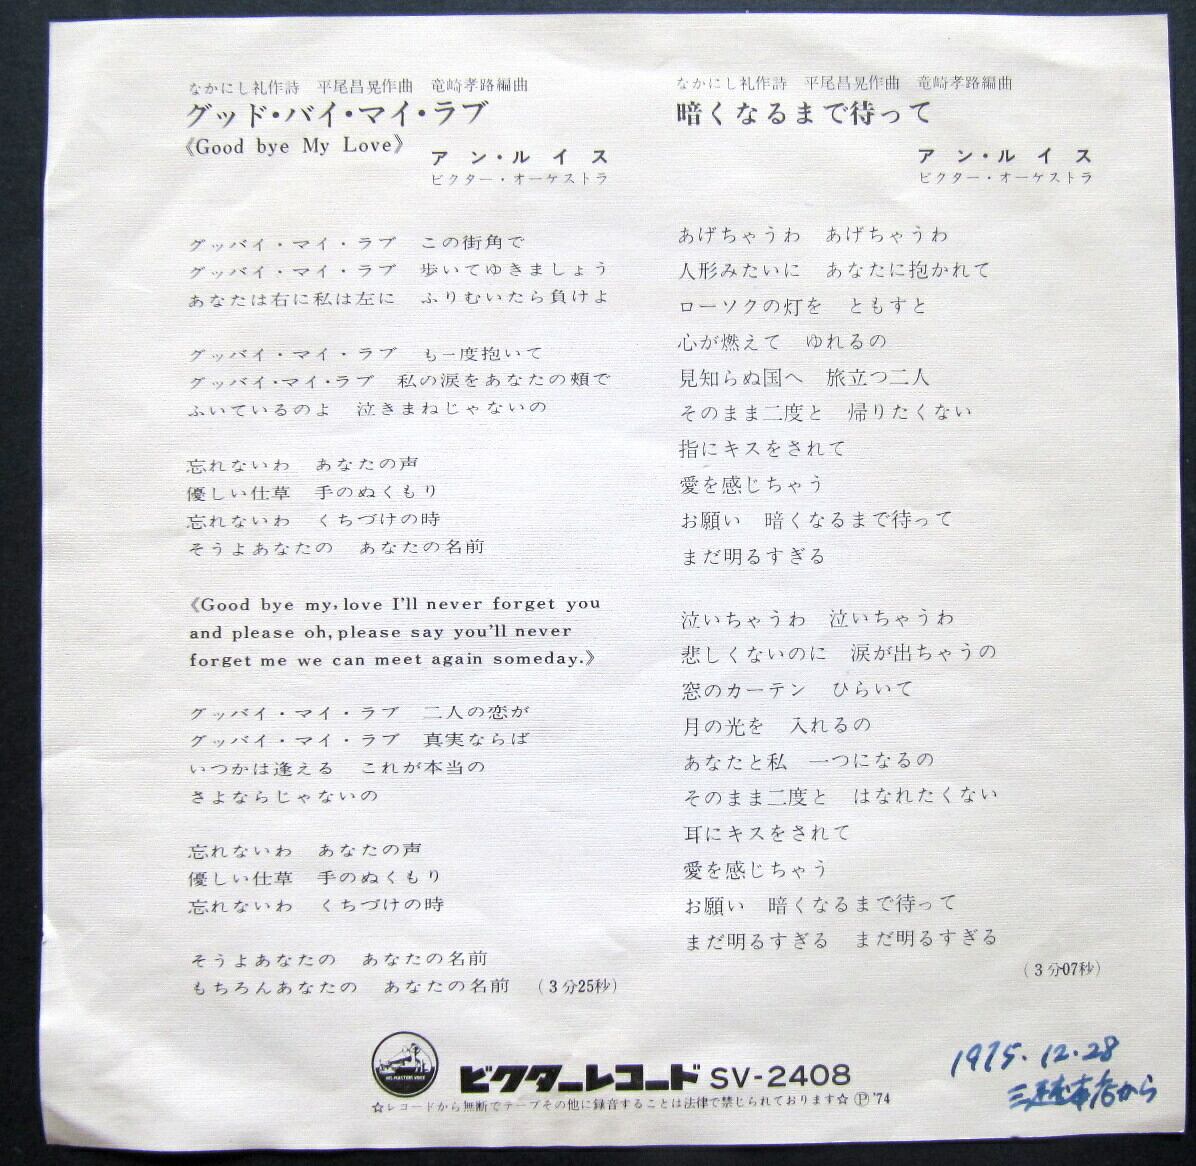 なかにし礼作詩　平尾昌晃作曲　竜崎孝路編曲
グッド・バイ・マイ・ラブ
《Good bye My Love》
アン・ルイス
ビクター・オーケストラ
グッバイ・マイ・ラブ　この街角で
グッバイ・マイ・ラブ　歩いてゆきましょう
あなたは右に私は左に　ふりむいたら負けよ
グッバイ・マイ・ラブ　も一度抱いて
グッバイ・マイ・ラブ　私の涙をあなたの頬で
ふいているのよ　泣きまねじゃないの
忘れないわ　あなたの声
優しい仕草　手のぬくもり
忘れないわ　くちづけの時
そうよあなたの　あなたの名前
《Good bye my, love I'll never forget you
and please oh, please say you'll never
forget me we can meet again someday.》
グッバイ・マイ・ラブ　二人の恋が
グッバイ・マイ・ラブ　真実ならば
いつかは逢える　これが本当の
さよならじゃないの
忘れないわ　あなたの声
優しい仕草　手のぬくもり
忘れないわ　くちづけの時
そうよあなたの　あなたの名前
もちろんあなたの　あなたの名前　（3分25秒）
なかにし礼作詩　平尾昌晃作曲　竜崎孝路編曲
暗くなるまで待って
アン・ルイス
ビクター・オーケストラ
あげちゃうわ　あげちゃうわ
人形みたいに　あなたに抱かれて
ローソクの灯を　ともすと
心が燃えて　ゆれるの
見知らぬ国へ　旅立つ二人
そのまま二度と　帰りたくない
指にキスをされて
愛を感じちゃう
お願い　暗くなるまで待って
まだ明るすぎる
泣いちゃうわ　泣いちゃうわ
悲しくないのに　涙が出ちゃうの
窓のカーテン　ひらいて
月の光を　入れるの
あなたと私　一つになるの
そのまま二度と　はなれたくない
耳にキスをされて
愛を感じちゃう
お願い　暗くなるまで待って
まだ明るすぎる　まだ明るすぎる
（3分07秒）
HIS MASTERS VOICE
ビクターレコード SV-2408
☆レコードから無断でテープその他に録音することは法律で禁じられております☆ Ⓟ'74
1975.12.28
から